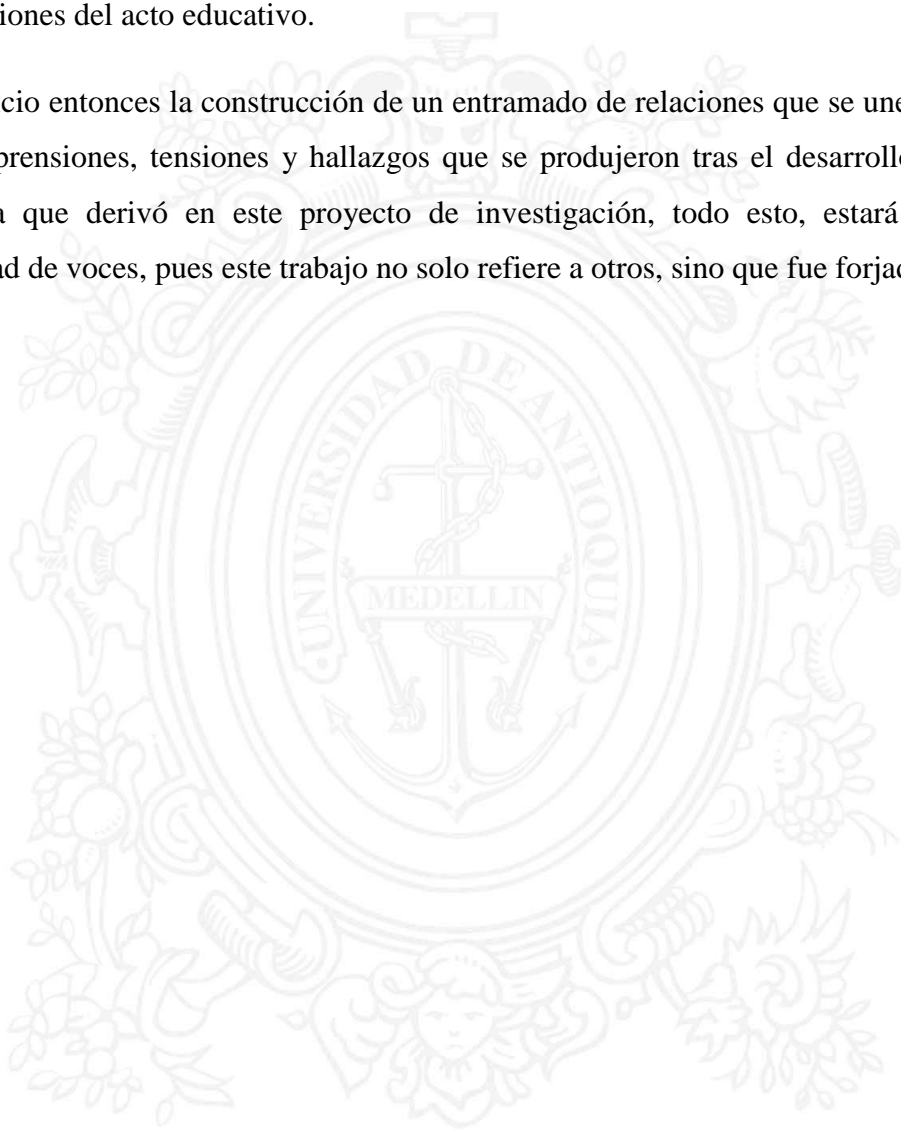 iones del acto educativo.
cio entonces la construcción de un entramado de relaciones que se une
prensiones, tensiones y hallazgos que se produjeron tras el desarrollo
a que derivó en este proyecto de investigación, todo esto, estará
ad de voces, pues este trabajo no solo refiere a otros, sino que fue forjad
UNIVERSIDAD DE ANTIOQUIA
MEDELLIN